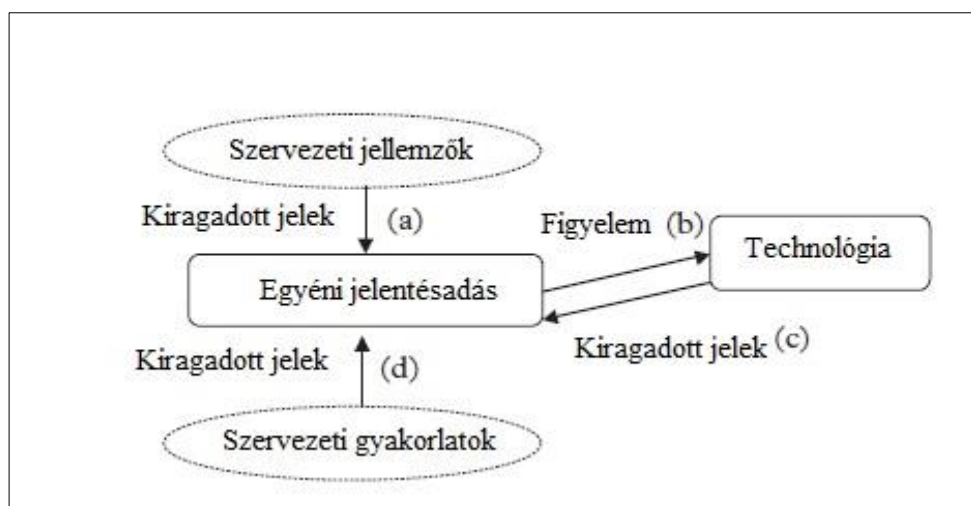 Szervezeti jellemzők
Kiragadott jelek (a)
Figyelem (b)
Technológia
Egyéni jelentésadás
Kiragadott jelek (c)
Kiragadott jelek (d)
Szervezeti gyakorlatok